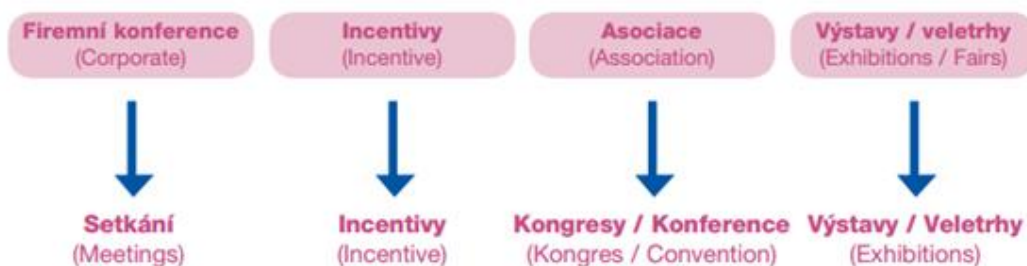 Firemní konference
(Corporate)
Incentivy
(Incentive)
Asociace
(Association)
Výstavy / veletrhy
(Exhibitions / Fairs)
Setkání
(Meetings)
Incentivy
(Incentive)
Kongresy / Konference
(Kongres / Convention)
Výstavy / Veletrhy
(Exhibitions)